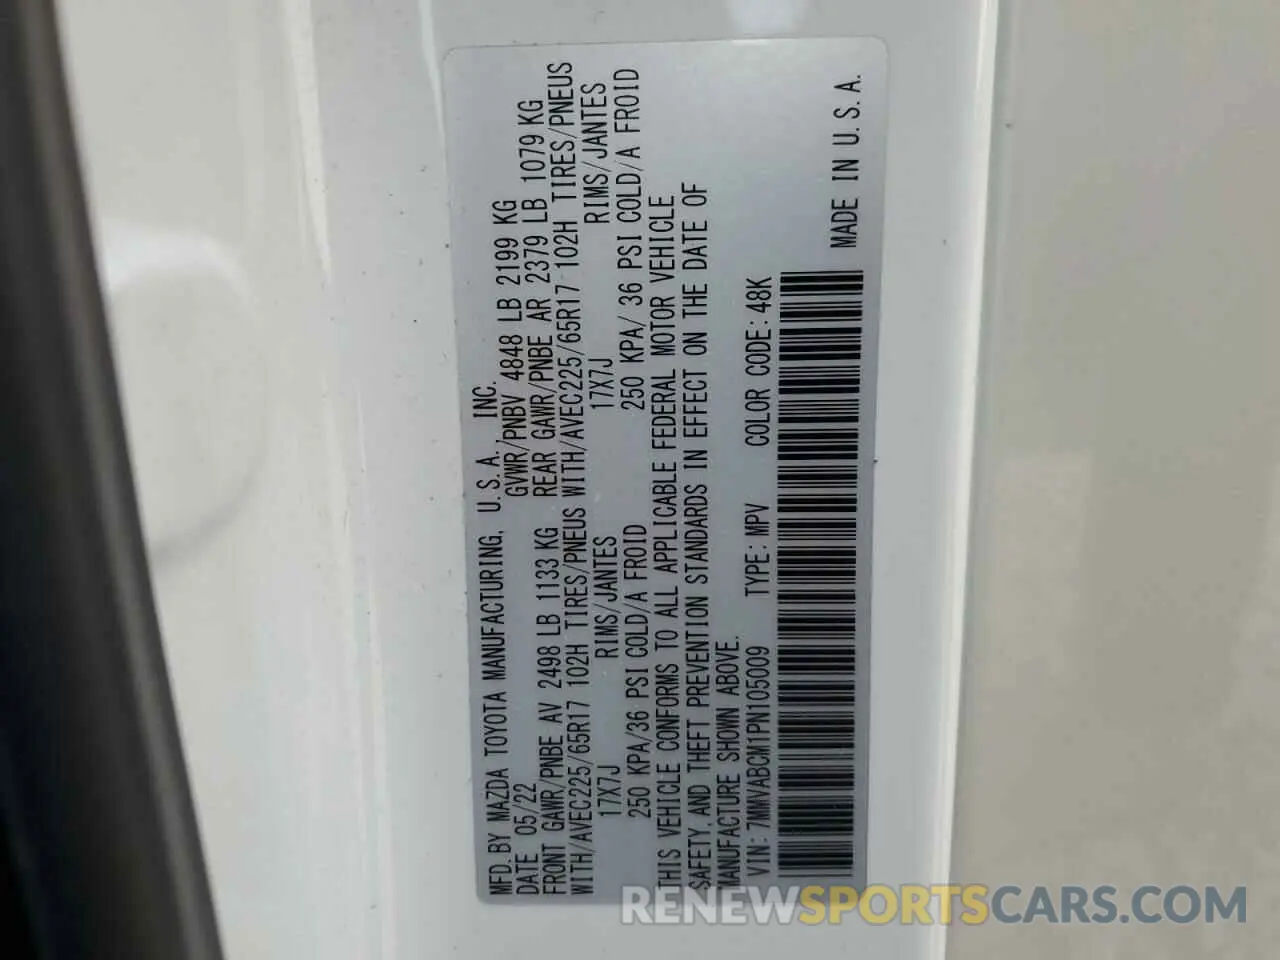 MFD. BY MAZDA TOYOTA MANUFACTURING, U.S.A., INC.
DATE 05/22 GVWR/PNBV 4848 LB 2199 KG
FRONT GAWR/PNBE AV 2498 LB 1133 KG REAR GAWR/PNBE AR 2379 LB 1079 KG
WITH/AVEC225/65R17 102H TIRES/PNEUS WITH/AVEC225/65R17 102H TIRES/PNEUS
17X7J RIMS/JANTES 17X7J RIMS/JANTES
250 KPA/36 PSI COLD/A FROID 250 KPA/ 36 PSI COLD/A FROID
THIS VEHICLE CONFORMS TO ALL APPLICABLE FEDERAL MOTOR VEHICLE
SAFETY, AND THEFT PREVENTION STANDARDS IN EFFECT ON THE DATE OF
MANUFACTURE SHOWN ABOVE.
VIN: 7MMVABCM1PN105009 TYPE: MPV COLOR CODE: 48K
MADE IN U.S.A.
RENEWSPORTSCARS.COM